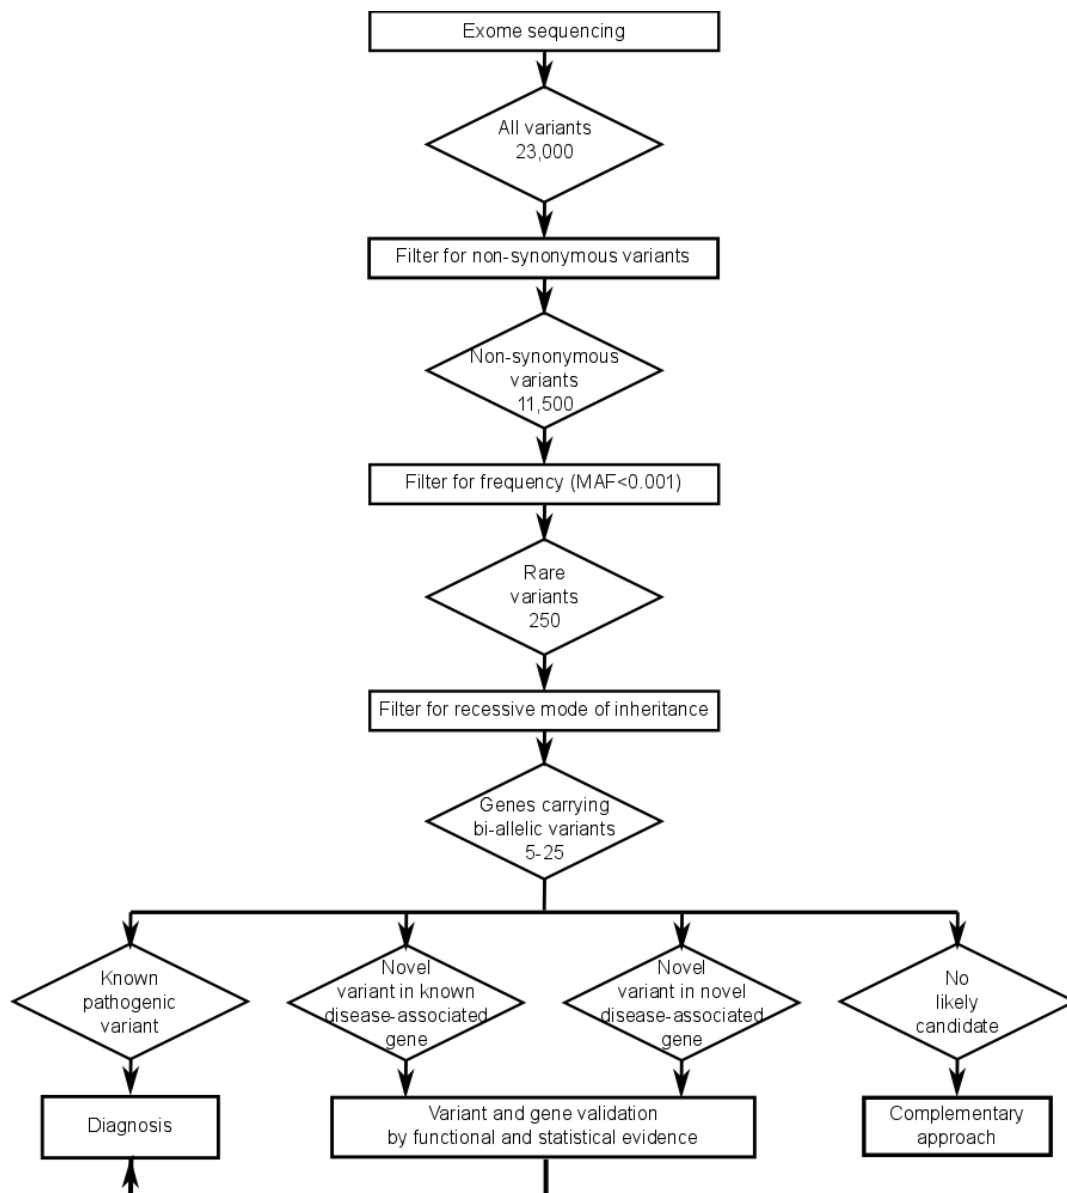 Exome sequencing
All variants
23,000
Filter for non-synonymous variants
Non-synonymous
variants
11,500
Filter for frequency (MAF<0.001)
Rare
variants
250
Filter for recessive mode of inheritance
Genes carrying
bi-allelic variants
5-25
Known
pathogenic
variant
Novel
variant in known
disease-associated
gene
Novel
variant in novel
disease-associated
gene
No
likely
candidate
Diagnosis
Variant and gene validation
by functional and statistical evidence
Complementary
approach